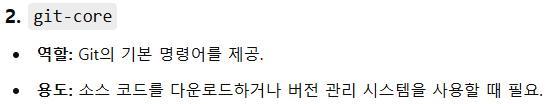 2. git-core
• 역할: Git의 기본 명령어를 제공.
• 용도: 소스 코드를 다운로드하거나 버전 관리 시스템을 사용할 때 필요.